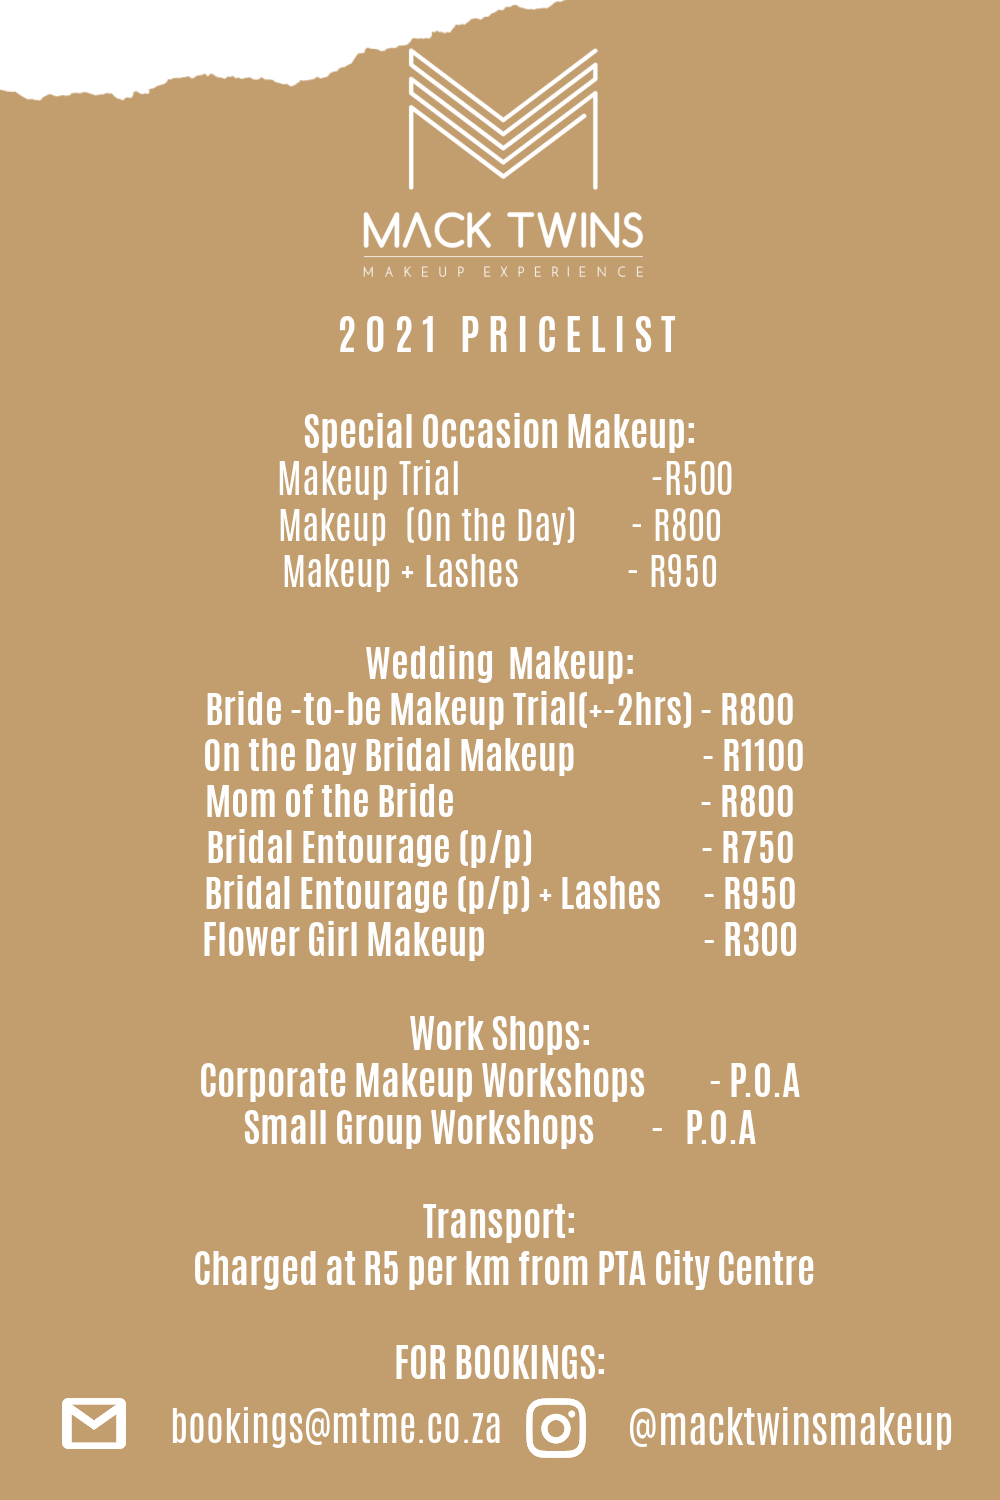 MACK TWINS
MAKEUP EXPERIENCE
2021 PRICELIST
Special Occasion Makeup:
Makeup Trial -R500
Makeup (On the Day) - R800
Makeup + Lashes - R950
Wedding Makeup:
Bride -to-be Makeup Trial(+-2hrs) - R800
On the Day Bridal Makeup - R1100
Mom of the Bride - R800
Bridal Entourage (p/p) - R750
Bridal Entourage (p/p) + Lashes - R950
Flower Girl Makeup - R300
Work Shops:
Corporate Makeup Workshops - P.O.A
Small Group Workshops - P.O.A
Transport:
Charged at R5 per km from PTA City Centre
FOR BOOKINGS:
bookings@mtme.co.za @macktwinsmakeup